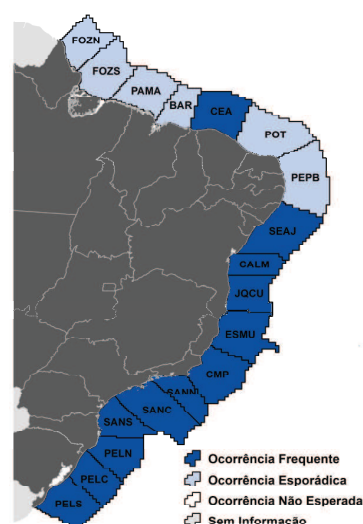 FOZN
FOZS
PAMA
BAR
CEA
POT
PEPB
SEAJ
CALM
JQCU
ESMU
CMP
SANN
SANC
SANS
PELN
PELC
PELS
Ocorrência Frequente
Ocorrência Esporádica
Ocorrência Não Esperada
Sem Informação